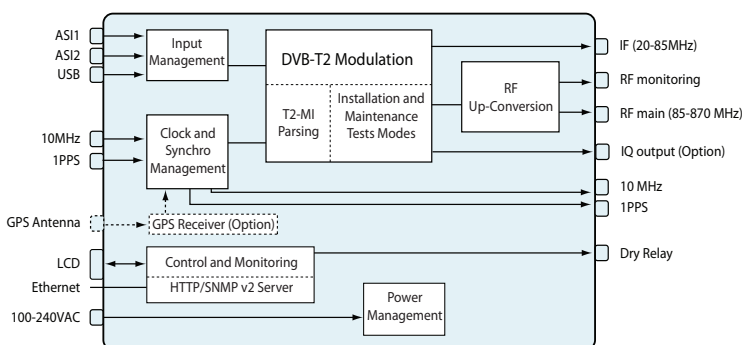 ASI1
ASI2
USB
Input
Management
DVB-T2 Modulation
T2-MI
Parsing
Installation and
Maintenance
Tests Modes
RF
Up-Conversion
IF (20-85MHz)
RF monitoring
RF main (85-870 MHz)
IQ output (Option)
10MHz
1PPS
Clock and
Synchro
Management
10 MHz
1PPS
GPS Antenna
GPS Receiver (Option)
LCD
Ethernet
Control and Monitoring
HTTP/SNMP v2 Server
Dry Relay
100-240VAC
Power
Management